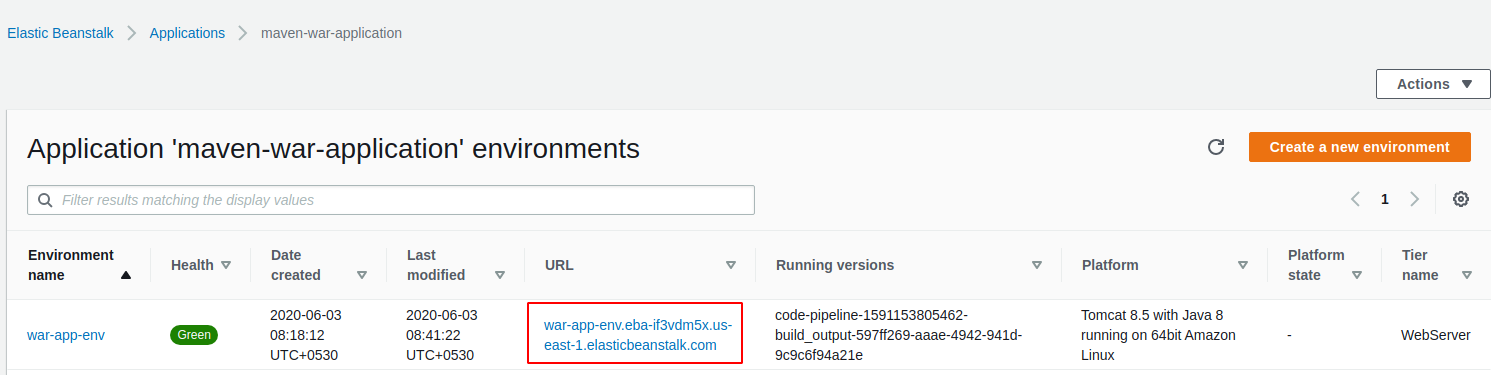 Elastic Beanstalk > Applications > maven-war-application
Actions
Application 'maven-war-application' environments
Create a new environment
Filter results matching the display values
1
Environment name
Health
Date created
Last modified
URL
Running versions
Platform
Platform state
Tier name
war-app-env
Green
2020-06-03
08:18:12
UTC+0530
2020-06-03
08:41:22
UTC+0530
war-app-env.eba-if3vdm5x.us-
east-1.elasticbeanstalk.com
code-pipeline-1591153805462-
build_output-597ff269-aaae-4942-941d-
9c9c6f94a21e
Tomcat 8.5 with Java 8
running on 64bit Amazon
Linux
-
WebServer